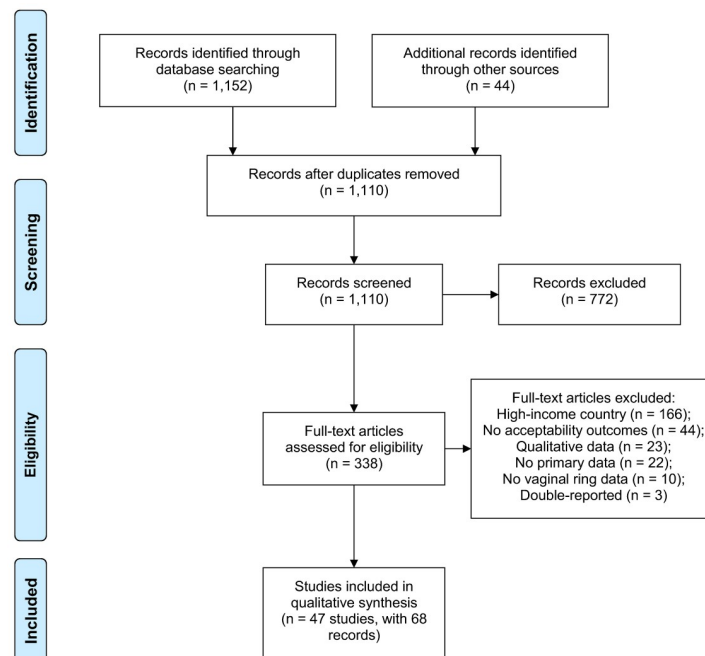 Identification
Records identified through
database searching
(n = 1,152)
Additional records identified
through other sources
(n = 44)
Records after duplicates removed
(n = 1,110)
Screening
Records screened
(n = 1,110)
Records excluded
(n = 772)
Eligibility
Full-text articles
assessed for eligibility
(n = 338)
Full-text articles excluded:
High-income country (n = 166);
No acceptability outcomes (n = 44);
Qualitative data (n = 23);
No primary data (n = 22);
No vaginal ring data (n = 10);
Double-reported (n = 3)
Included
Studies included in
qualitative synthesis
(n = 47 studies, with 68
records)